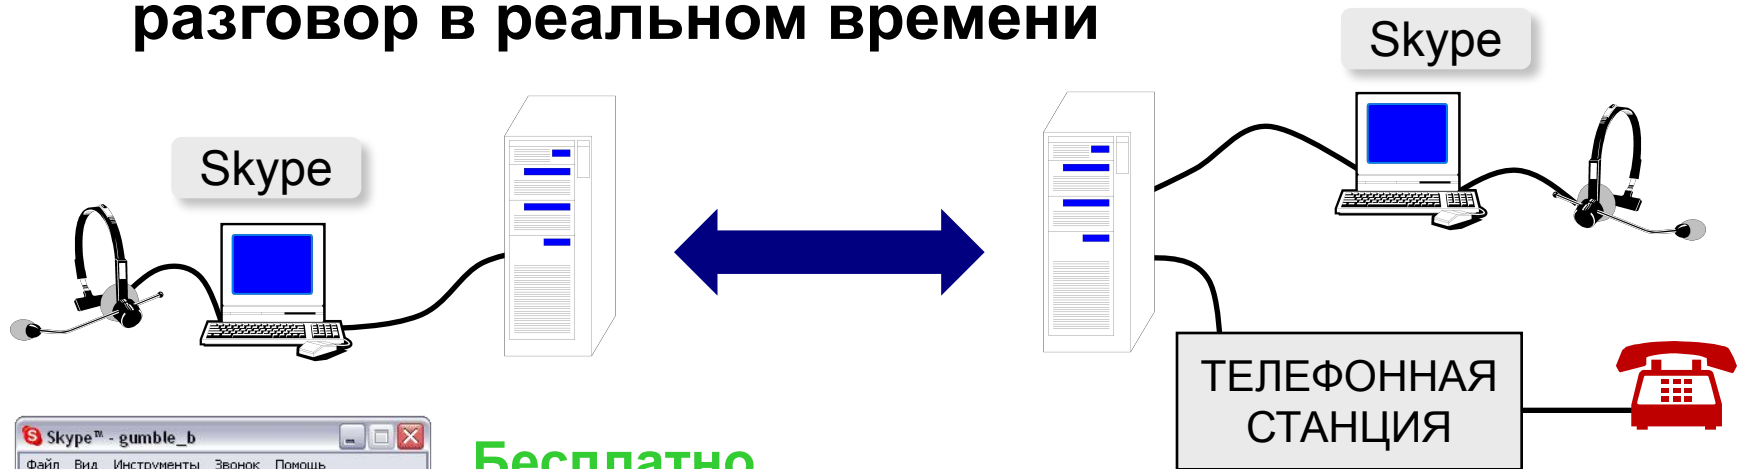 разговор в реальном времени
Skype
Skype
ТЕЛЕФОННАЯ
СТАНЦИЯ
Skype™ - gumble_b
Файл Вид Инструменты Звонок Помощь
Бесплатно